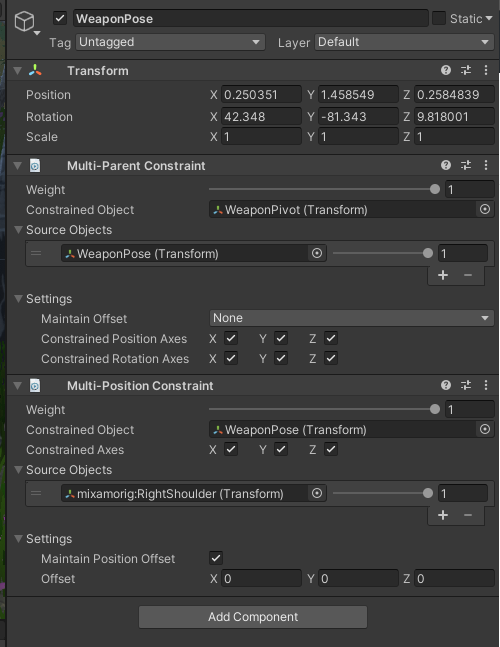 WeaponPose Static
Tag Untagged Layer Default
Transform
Position X 0.250351 Y 1.458549 Z 0.2584839
Rotation X 42.348 Y -81.343 Z 9.818001
Scale X 1 Y 1 Z 1
Multi-Parent Constraint
Weight 1
Constrained Object WeaponPivot (Transform)
Source Objects
WeaponPose (Transform) 1
+ −
Settings
Maintain Offset None
Constrained Position Axes X Y Z
Constrained Rotation Axes X Y Z
Multi-Position Constraint
Weight 1
Constrained Object WeaponPose (Transform)
Constrained Axes X Y Z
Source Objects
mixamorig:RightShoulder (Transform) 1
+ −
Settings
Maintain Position Offset
Offset X 0 Y 0 Z 0
Add Component